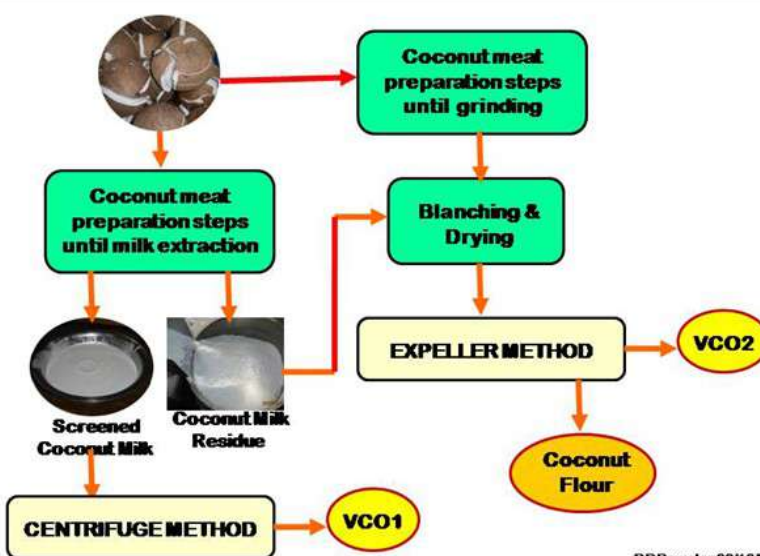 Coconut meat
preparation steps
until grinding
Coconut meat
preparation steps
until milk extraction
Blanching &
Drying
EXPELLER METHOD
VCO2
Screened
Coconut Milk
Coconut Milk
Residue
Coconut
Flour
CENTRIFUGE METHOD
VCO1